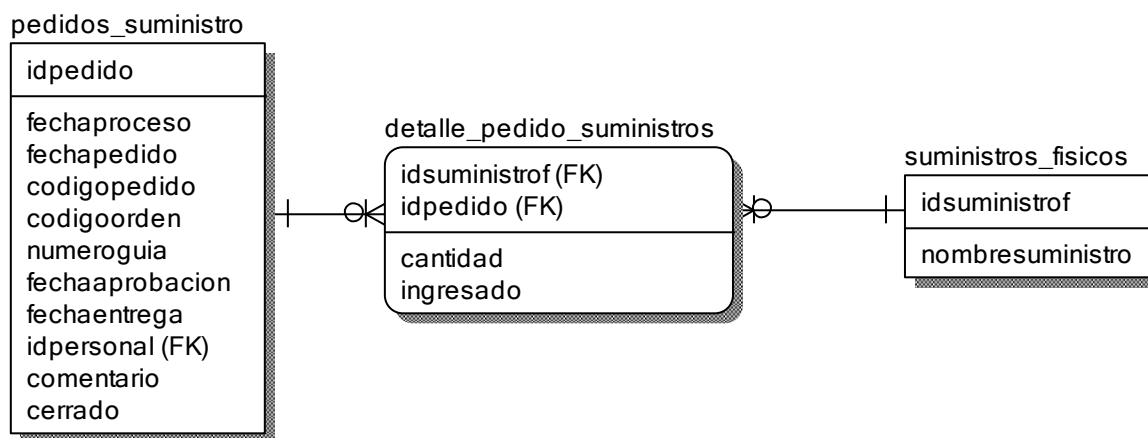 pedidos_suministro
idpedido
fechaproceso
fechapedido
codigopedido
codigoorden
numeroguia
fechaaprobacion
fechaentrega
idpersonal (FK)
comentario
cerrado
detalle_pedido_suministros
idsuministrof (FK)
idpedido (FK)
cantidad
ingresado
suministros_fisicos
idsuministrof
nombresuministro